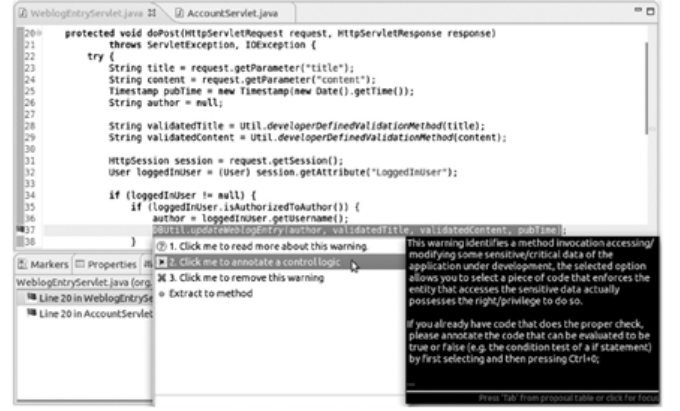 WeblogEntryServlet.java
AccountServlet.java
20 protected void doPost(HttpServletRequest request, HttpServletResponse response)
21 throws ServletException, IOException {
22 try {
23 String title = request.getParameter("title");
24 String content = request.getParameter("content");
25 Timestamp pubTime = new Timestamp(new Date().getTime());
26 String author = null;
27
28 String validatedTitle = Util.developerDefinedValidationMethod(title);
29 String validatedContent = Util.developerDefinedValidationMethod(content);
30
31 HttpSession session = request.getSession();
32 User loggedInUser = (User) session.getAttribute("LoggedInUser");
33
34 if (loggedInUser != null) {
35 if (loggedInUser.isAuthorizedToAuthor()) {
36 author = loggedInUser.getUsername();
37 DBUtil.updateWeblogEntry(author, validatedTitle, validatedContent, pubTime);
38 }
1. Click me to read more about this warning.
2. Click me to annotate a control logic
3. Click me to remove this warning
Extract to method
Markers
Properties
WeblogEntryServlet.java (org.
Line 20 in WeblogEntrySe
Line 20 in AccountServlet
This warning identifies a method invocation accessing/
modifying some sensitive/critical data of the
application under development, the selected option
allows you to select a piece of code that enforces the
entity that accesses the sensitive data actually
possesses the right/privilege to do so.
If you already have code that does the proper check,
please annotate the code that can be evaluated to be
true or false (e.g. the condition test of a if statement)
by first selecting and then pressing Ctrl+0;
...
Press 'Tab' from proposal table or click for focus